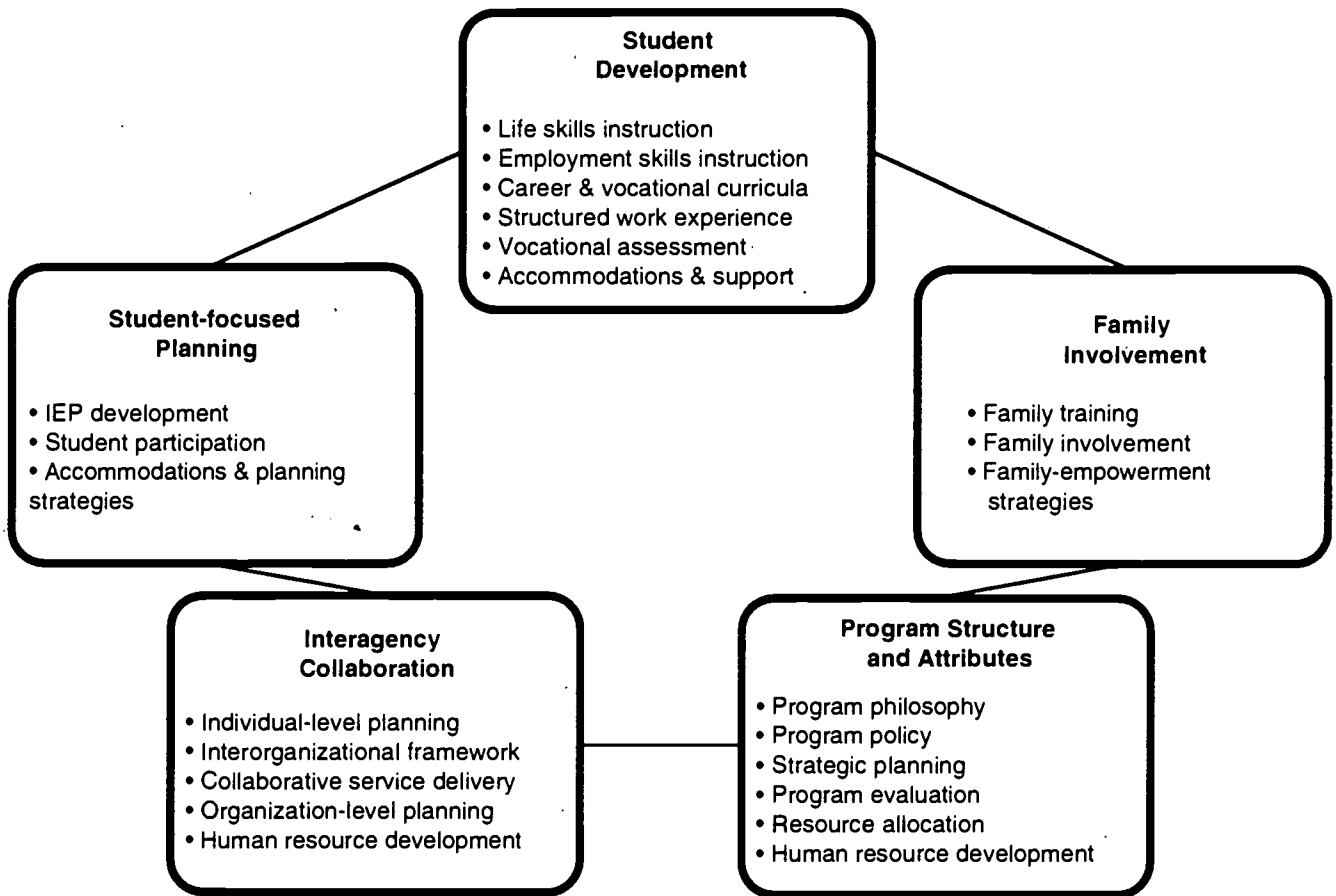 Student
Development
• Life skills instruction
• Employment skills instruction
• Career & vocational curricula
• Structured work experience
• Vocational assessment
• Accommodations & support
Student-focused
Planning
• IEP development
• Student participation
• Accommodations & planning
strategies
Family
Involvement
• Family training
• Family involvement
• Family-empowerment
strategies
Interagency
Collaboration
• Individual-level planning
• Interorganizational framework
• Collaborative service delivery
• Organization-level planning
• Human resource development
Program Structure
and Attributes
• Program philosophy
• Program policy
• Strategic planning
• Program evaluation
• Resource allocation
• Human resource development